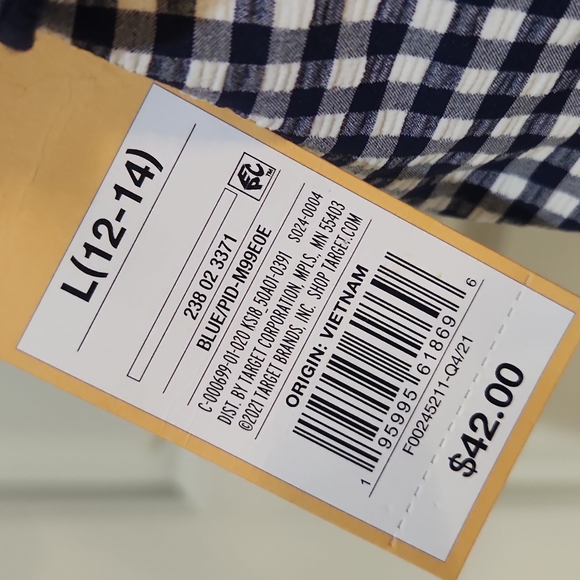 L(12-14)
238 02 3371
BLUE/PID-M99E0E
C-000699-01-020 KS18 50A01-0391 S024-0004
DIST. BY TARGET CORPORATION, MPLS., MN 55403
©2021 TARGET BRANDS, INC. SHOP TARGET.COM
ORIGIN: VIETNAM
1 95995 61869 6
F00245211-Q4/21
$42.00